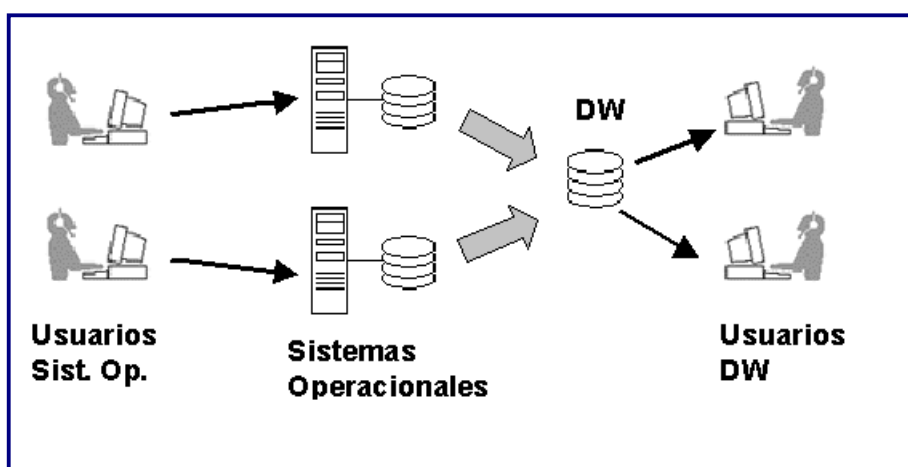 DW
Usuarios
Sist. Op.
Sistemas
Operacionales
Usuarios
DW